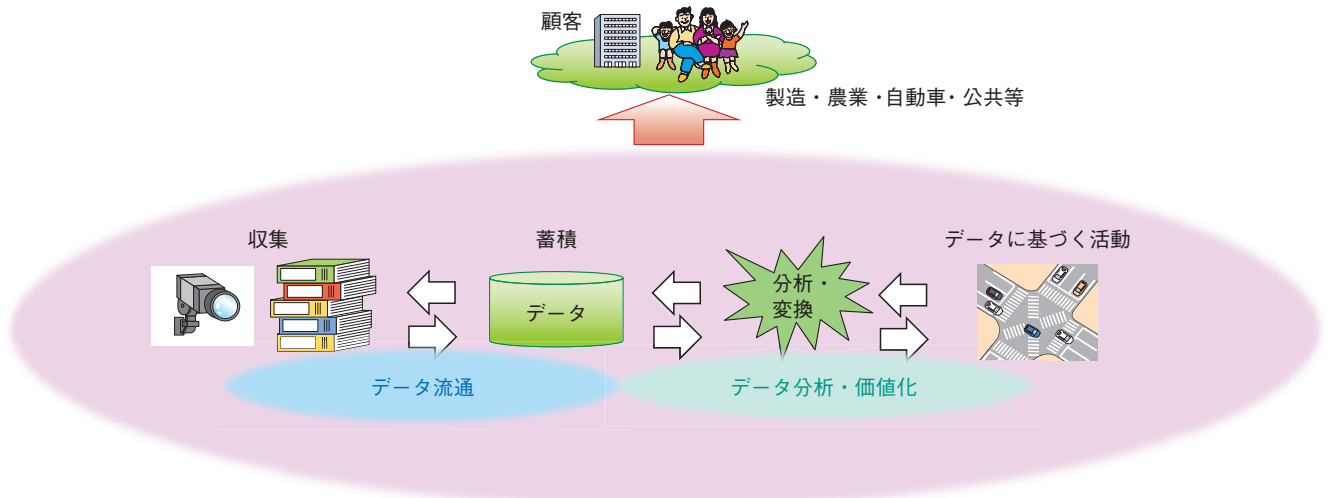 顧客
製造・農業・自動車・公共等
収集
蓄積
データに基づく活動
データ
分析・
変換
データ流通
データ分析・価値化